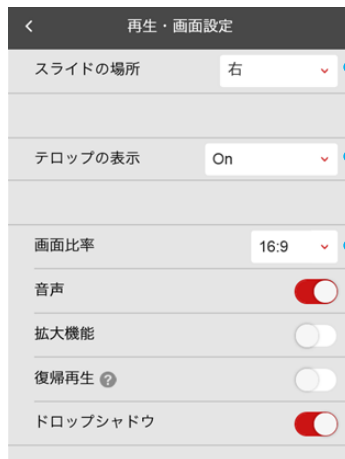 再生・画面設定
スライドの場所 右
テロップの表示 On
画面比率 16:9
音声
拡大機能
復帰再生 ?
ドロップシャドウ